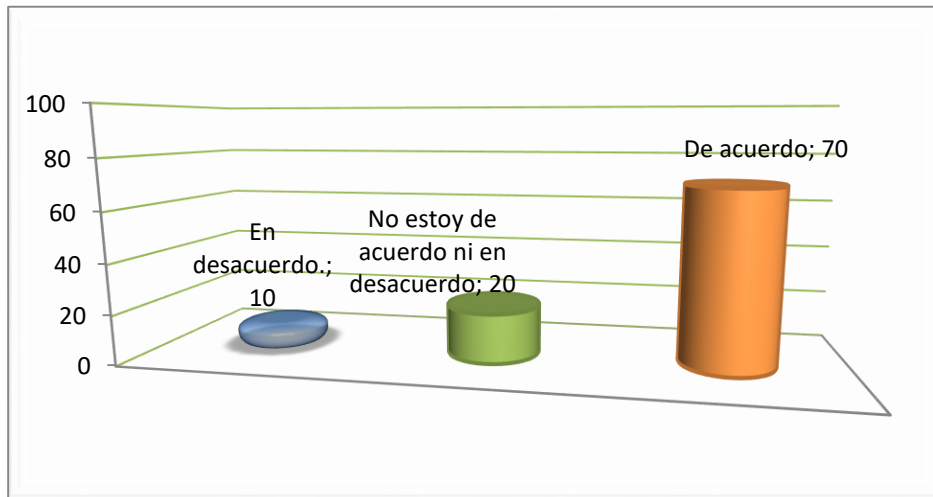 100
80
60
40
20
0
En
desacuerdo.;
10
No estoy de
acuerdo ni en
desacuerdo; 20
De acuerdo; 70